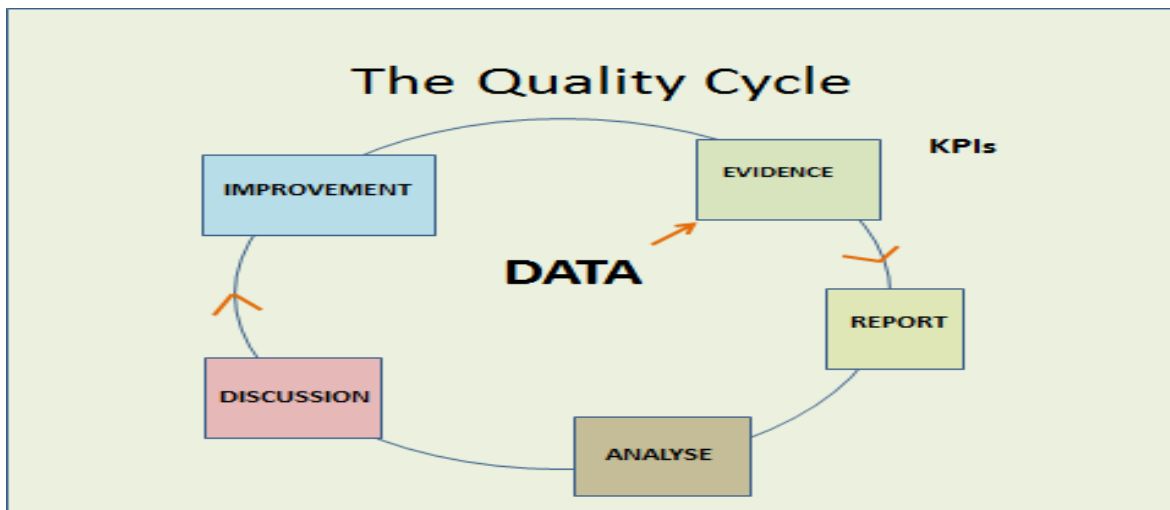 The Quality Cycle
KPIs
EVIDENCE
IMPROVEMENT
DATA
REPORT
DISCUSSION
ANALYSE